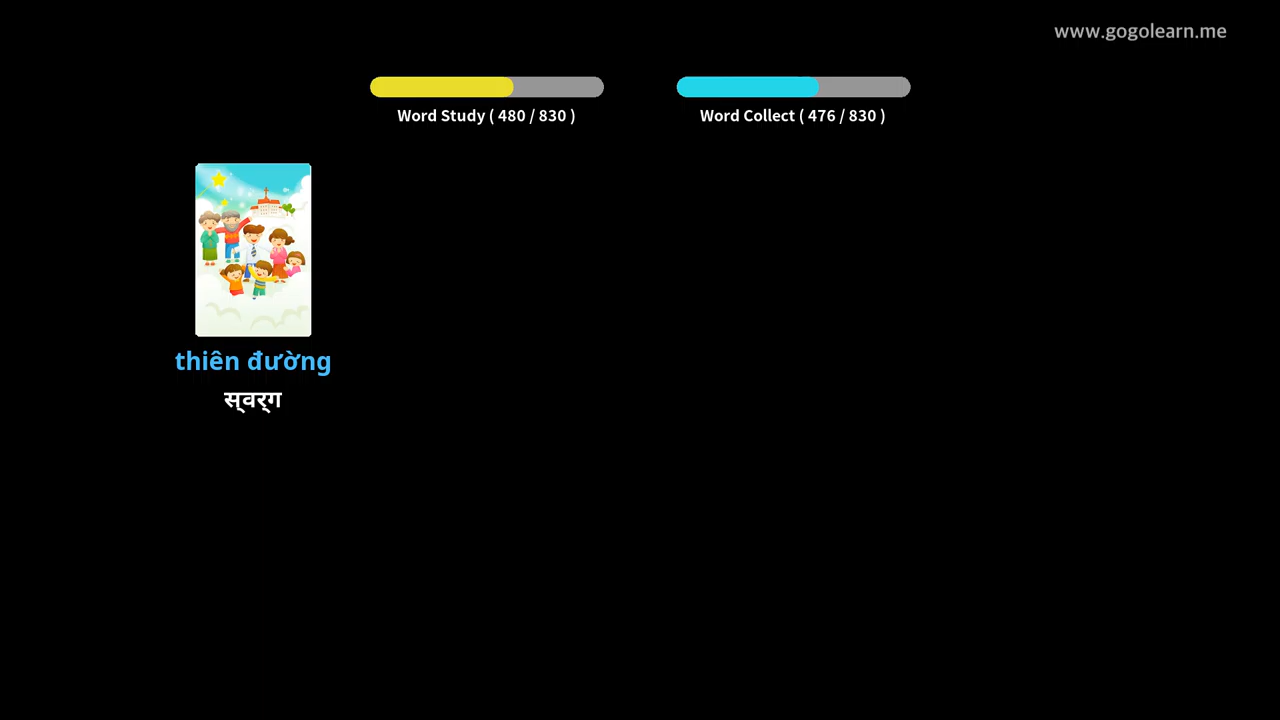 www.gogolearn.me
Word Study ( 480 / 830 )
Word Collect ( 476 / 830 )
thiên đường
स्वर्ग